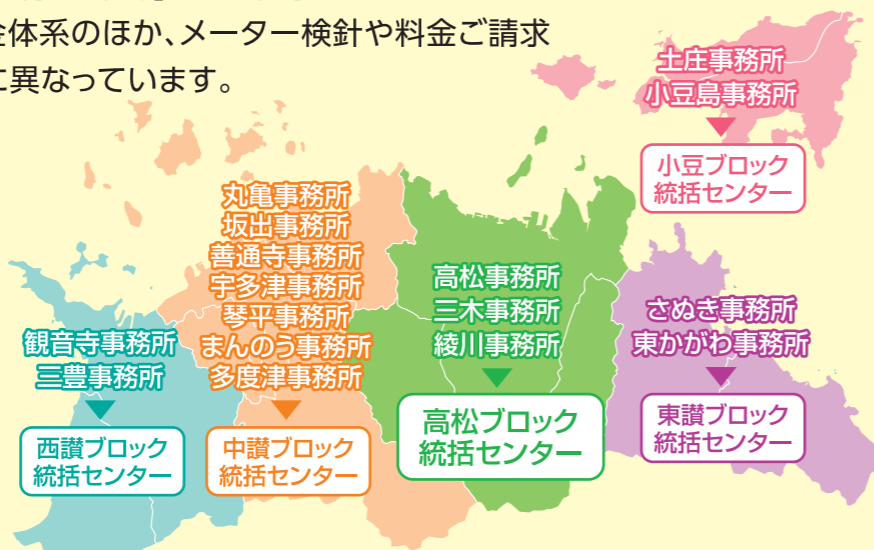 金体系のほか、メーター検針や料金ご請求
に異なっています。
土庄事務所
小豆島事務所
小豆ブロック
統括センター
丸亀事務所
坂出事務所
善通寺事務所
宇多津事務所
琴平事務所
まんのう事務所
多度津事務所
中讃ブロック
統括センター
高松事務所
三木事務所
綾川事務所
高松ブロック
統括センター
さぬき事務所
東かがわ事務所
東讃ブロック
統括センター
観音寺事務所
三豊事務所
西讃ブロック
統括センター